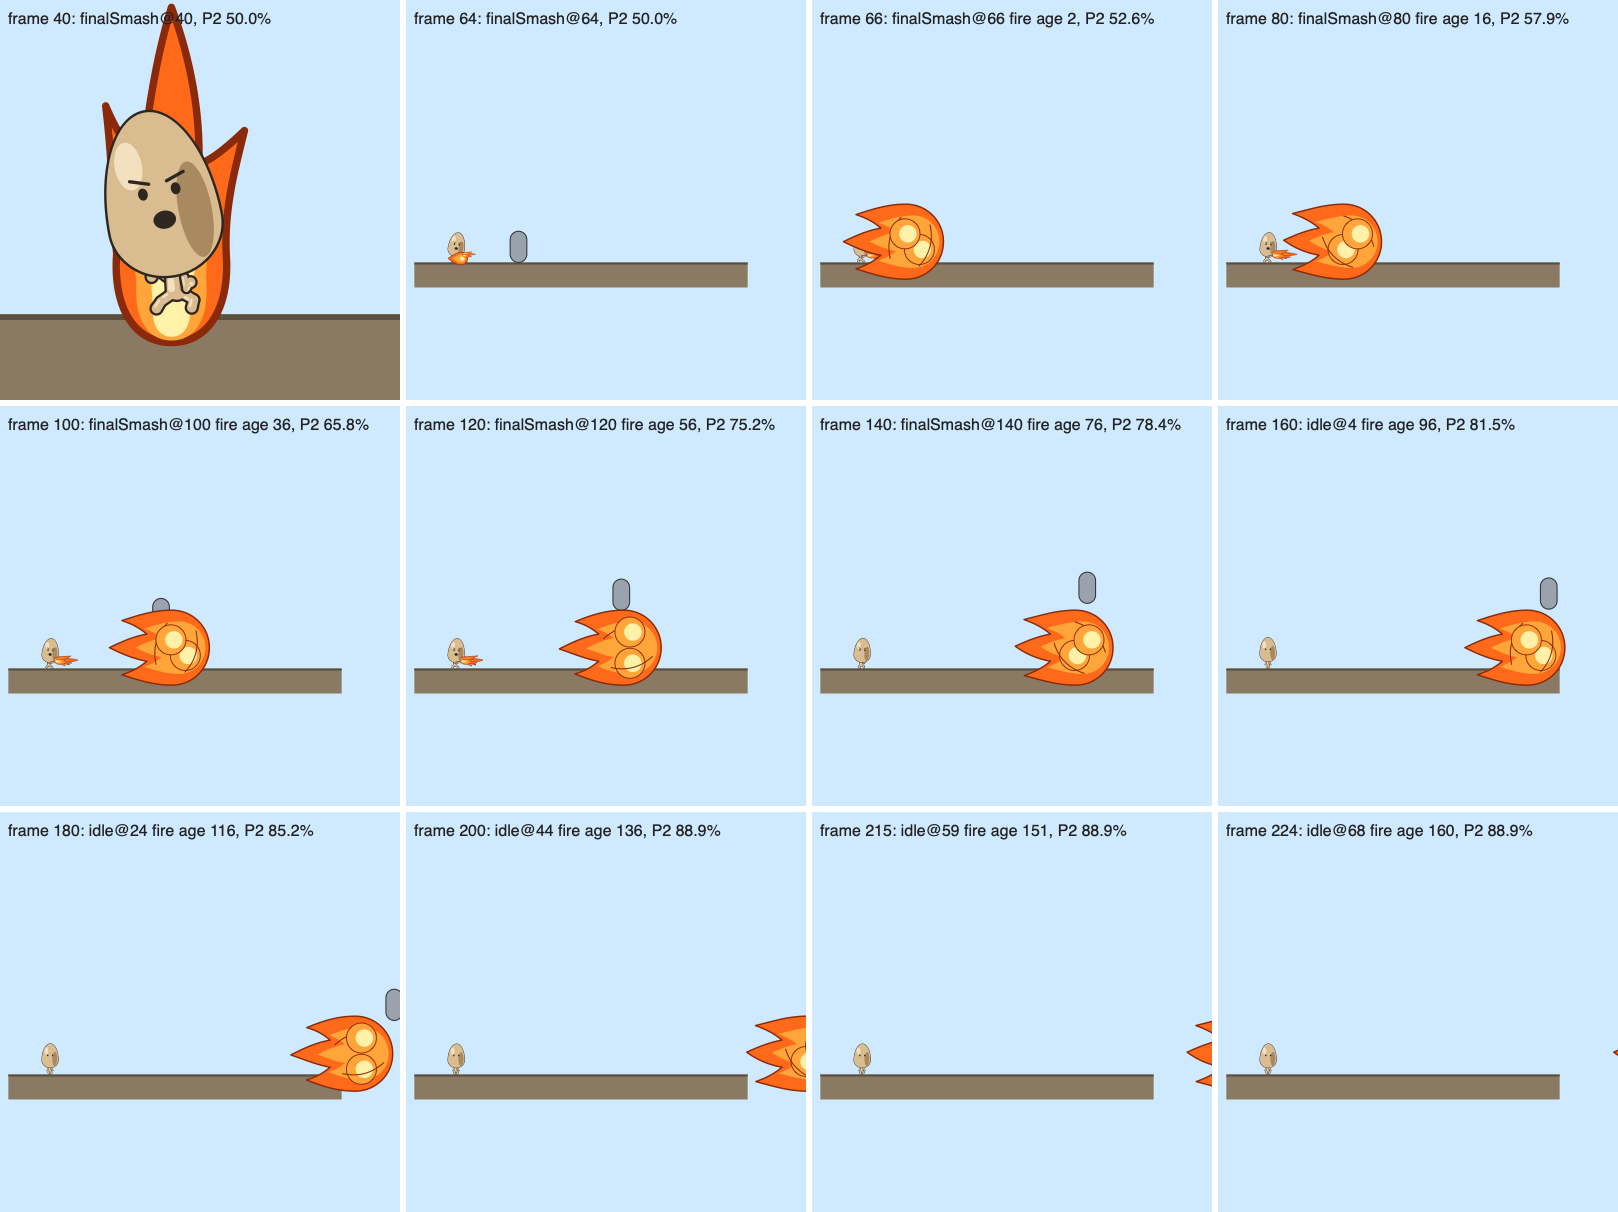 frame 40: finalSmash@40, P2 50.0%
frame 64: finalSmash@64, P2 50.0%
frame 66: finalSmash@66 fire age 2, P2 52.6%
frame 80: finalSmash@80 fire age 16, P2 57.9%
frame 100: finalSmash@100 fire age 36, P2 65.8%
frame 120: finalSmash@120 fire age 56, P2 75.2%
frame 140: finalSmash@140 fire age 76, P2 78.4%
frame 160: idle@4 fire age 96, P2 81.5%
frame 180: idle@24 fire age 116, P2 85.2%
frame 200: idle@44 fire age 136, P2 88.9%
frame 215: idle@59 fire age 151, P2 88.9%
frame 224: idle@68 fire age 160, P2 88.9%